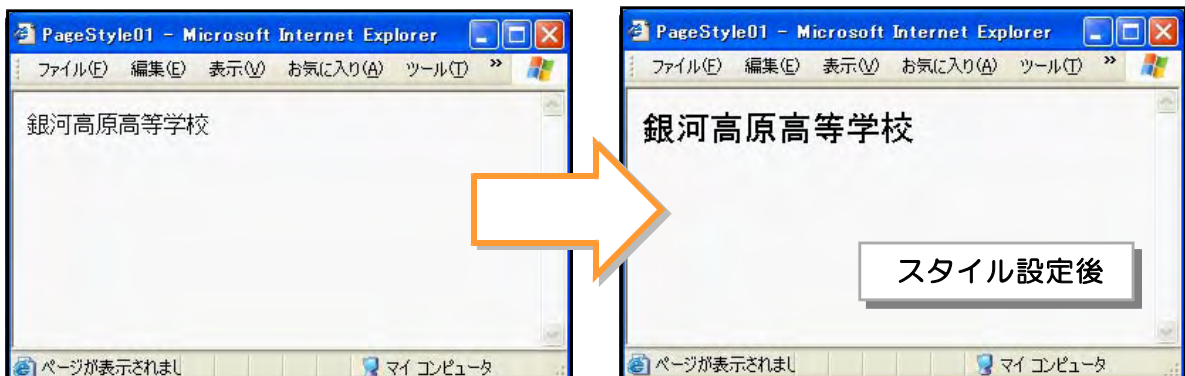 PageStyle01 - Microsoft Internet Explorer
ファイル(F) 編集(E) 表示(V) お気に入り(A) ツール(T) »
銀河高原高等学校
ページが表示されまし マイ コンピュータ
PageStyle01 - Microsoft Internet Explorer
ファイル(F) 編集(E) 表示(V) お気に入り(A) ツール(T) »
銀河高原高等学校
スタイル設定後
ページが表示されまし マイ コンピュータ